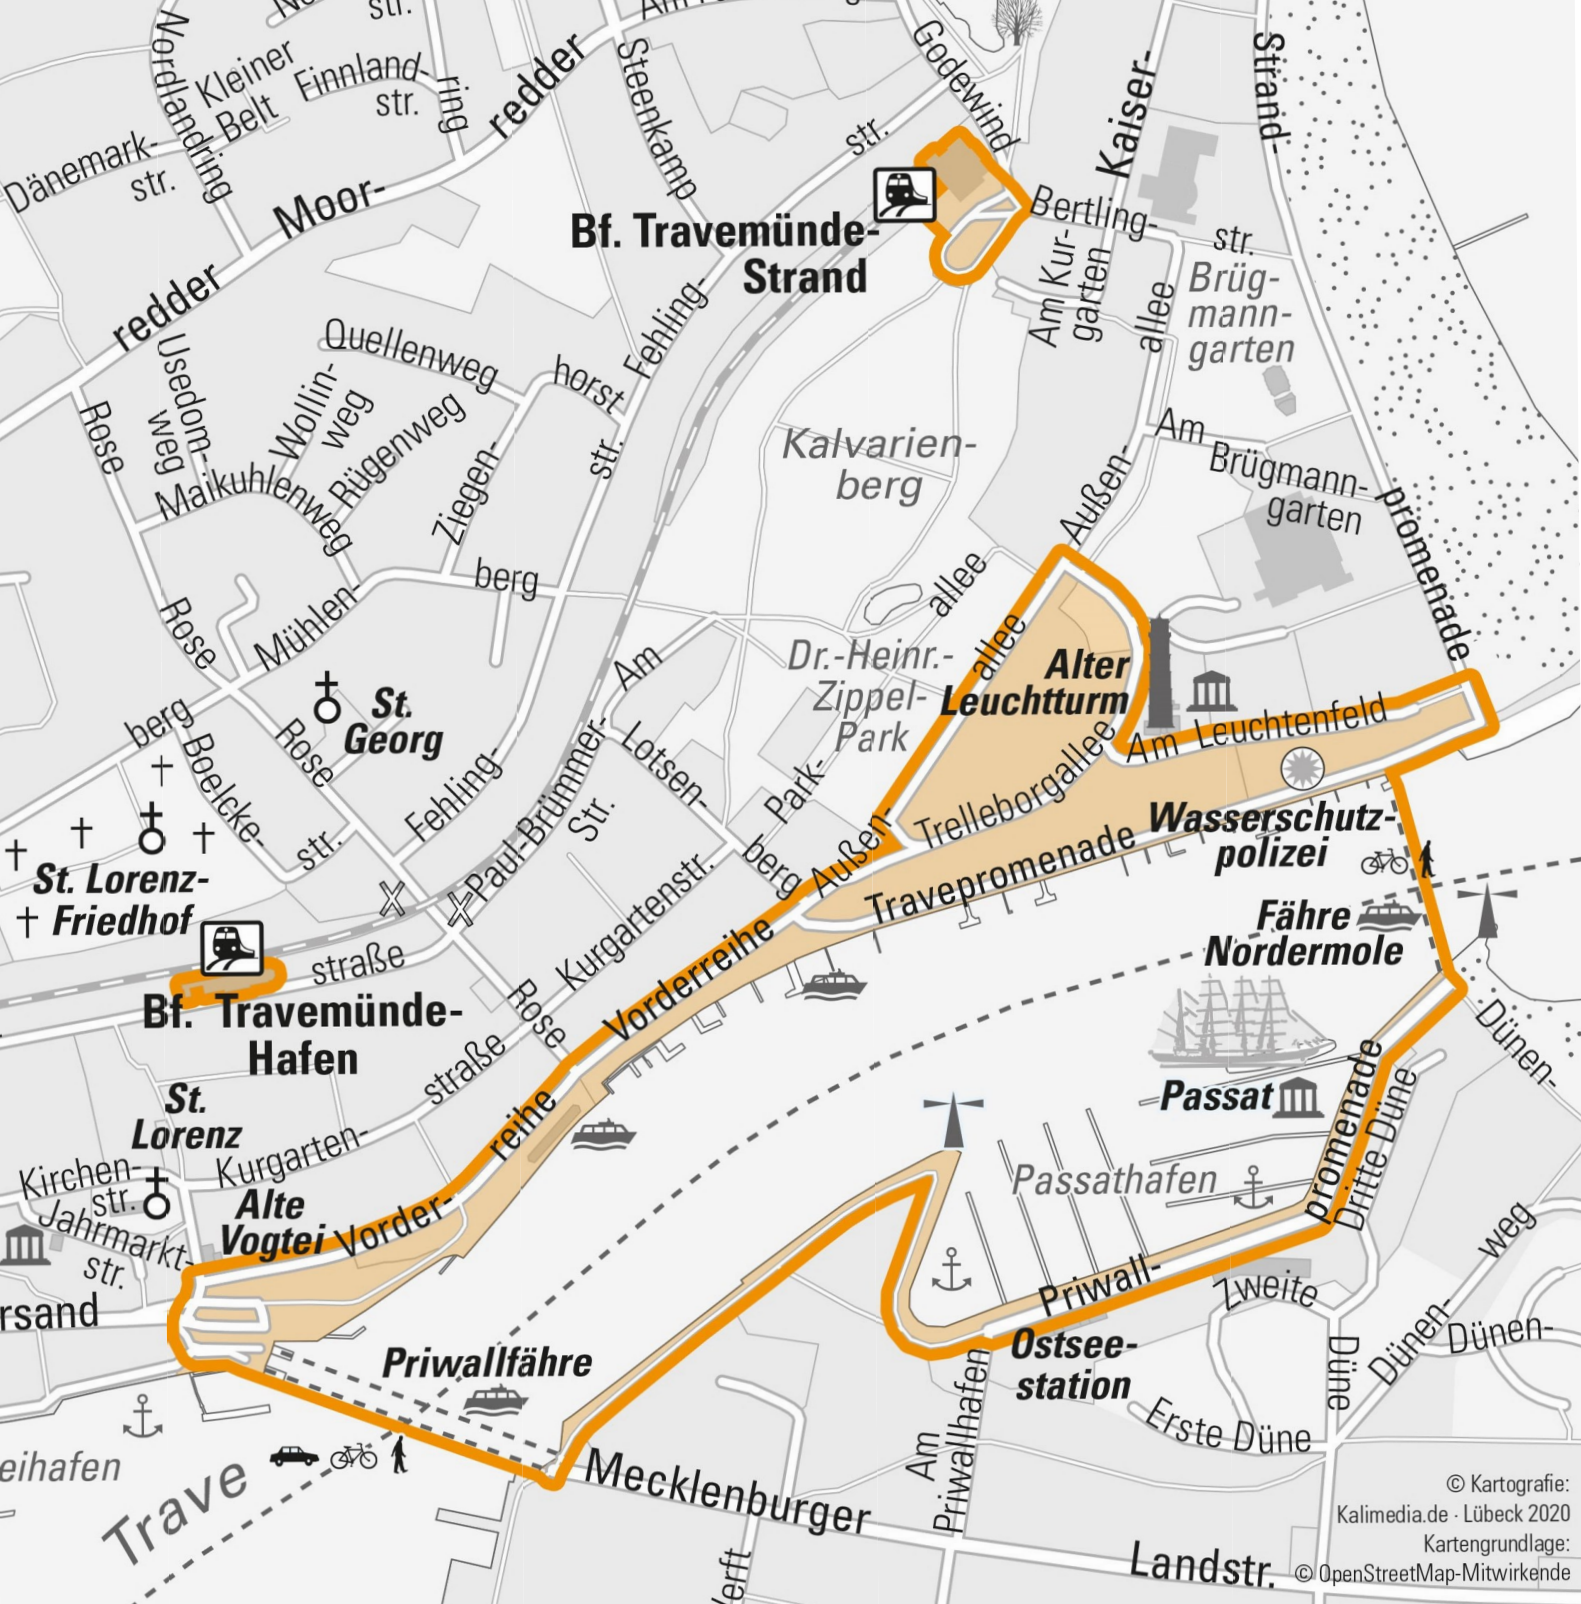 str.
Am
Nordlandring
Kleiner
Belt
Finnland-
str.
ring
redder
Steenkamp
Godewind
Kaiser-
Strand-
Dänemark-
str.
Moor-
str.
Bf. Travemünde-
Strand
Bertling-
str.
Am Kur-
garten
allee
Brüg-
mann-
garten
redder
Fehling-
Usedom-
weg
Quellenweg
horst
Wollin-
weg
Rügenweg
Rose
Ziegen-
str.
Kalvarien-
berg
Außen-
Am
Brügmann-
garten
promenade
Maikuhlenweg
berg
Mühlen-
Rose
allee
Am
Dr.-Heinr.-
Zippel-
Park
allee
Alter
Leuchtturm
St.
Georg
berg
Rose
Boelcke-
str.
Fehling-
Paul-Brümmer-
Str.
Lotsen-
berg
Park-
Außen-
Trelleborgallee
Am Leuchtenfeld
Travepromenade
Wasserschutz-
polizei
St. Lorenz-
Friedhof
straße
Kurgartenstr.
Vorderreihe
Fähre
Nordermole
Bf. Travemünde-
Hafen
Rose
straße
Dünen-
St.
Lorenz
Passat
promenade
Dritte Düne
reihe
Kirchen-
str.
Kurgarten-
Passathafen
Jahrmarkt-
str.
Alte
Vogtei
Vorder-
weg
Priwall-
Zweite
rsand
Priwallfähre
Ostsee-
station
Düne
Dünen-
Dünen-
Am
Priwallhafen
Erste Düne
eihafen
Trave
Mecklenburger
Landstr.
© Kartografie:
Kalimedia.de · Lübeck 2020
Kartengrundlage:
© OpenStreetMap-Mitwirkende